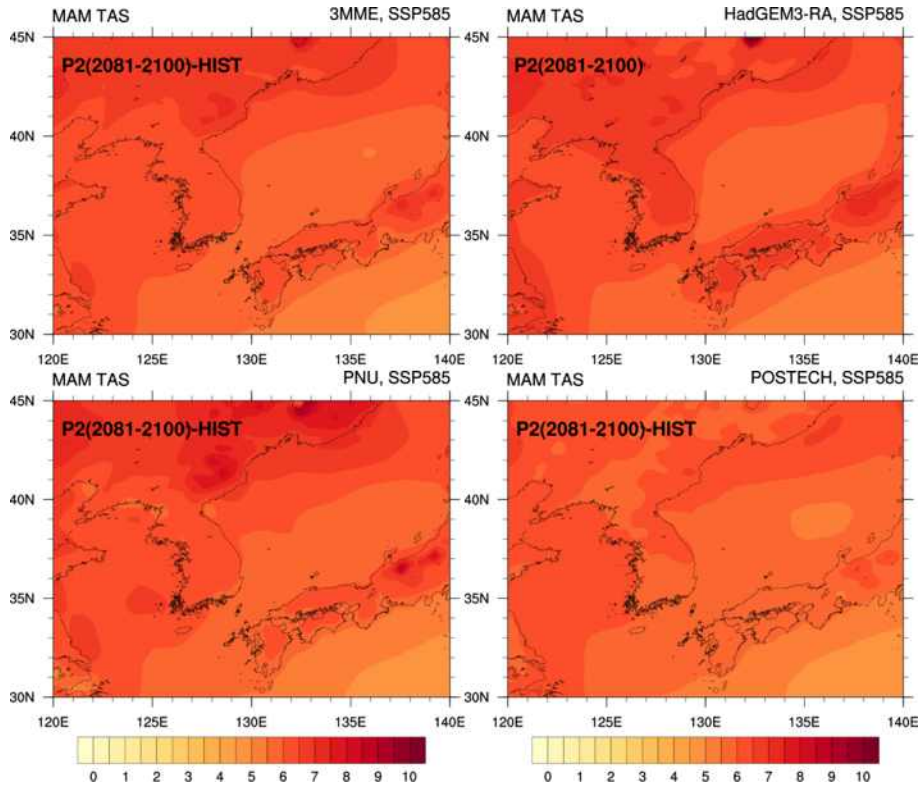 MAM TAS 3MME, SSP585
P2(2081-2100)-HIST
45N
40N
35N
30N
120E 125E 130E 135E 140E
MAM TAS HadGEM3-RA, SSP585
P2(2081-2100)
45N
40N
35N
30N
120E 125E 130E 135E 140E
MAM TAS PNU, SSP585
P2(2081-2100)-HIST
45N
40N
35N
30N
120E 125E 130E 135E 140E
MAM TAS POSTECH, SSP585
P2(2081-2100)-HIST
45N
40N
35N
30N
120E 125E 130E 135E 140E
0 1 2 3 4 5 6 7 8 9 10
0 1 2 3 4 5 6 7 8 9 10